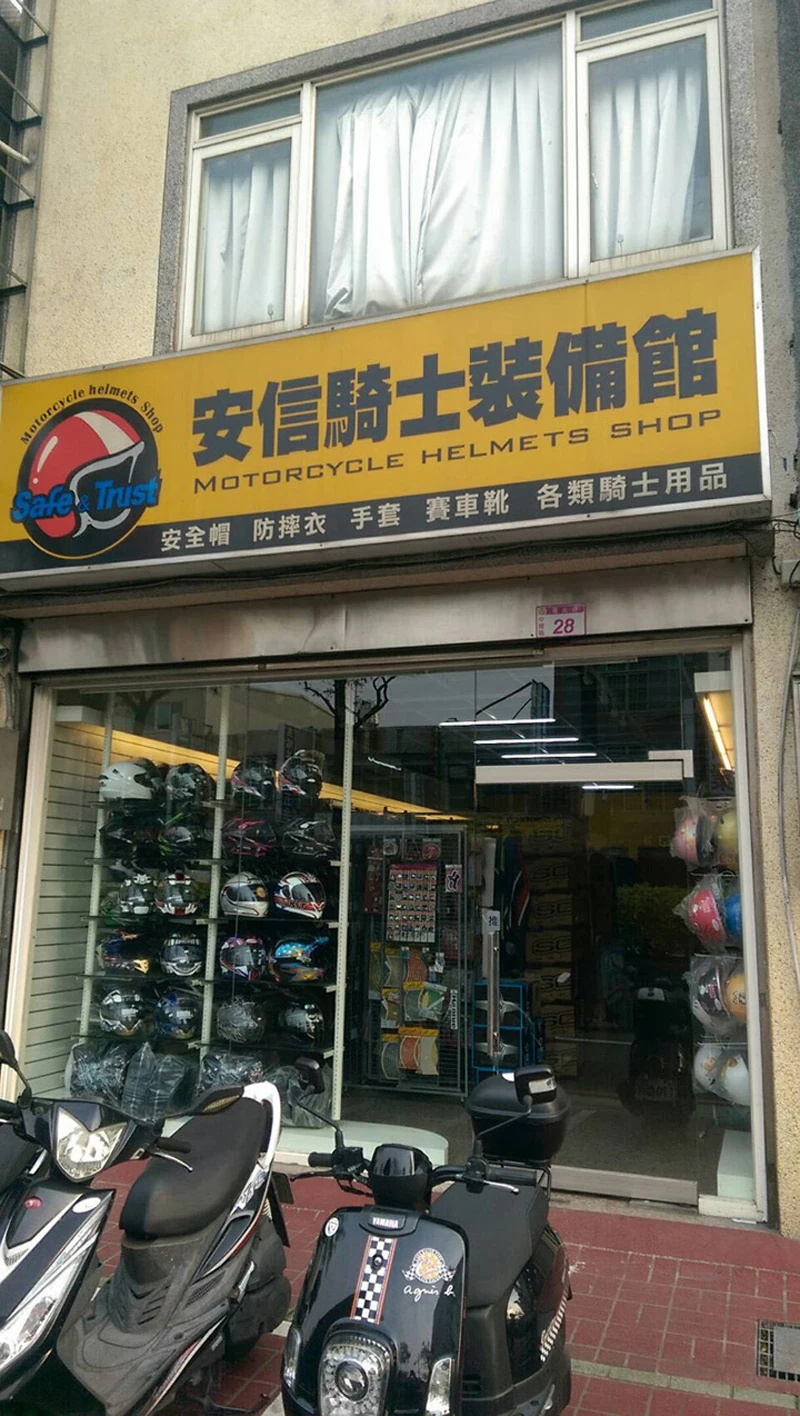 Motorcycle helmets Shop
Safe & Trust
安信騎士裝備館
MOTORCYCLE HELMETS SHOP
安全帽 防摔衣 手套 賽車靴 各類騎士用品
28
推
YAMAHA
agnès b.